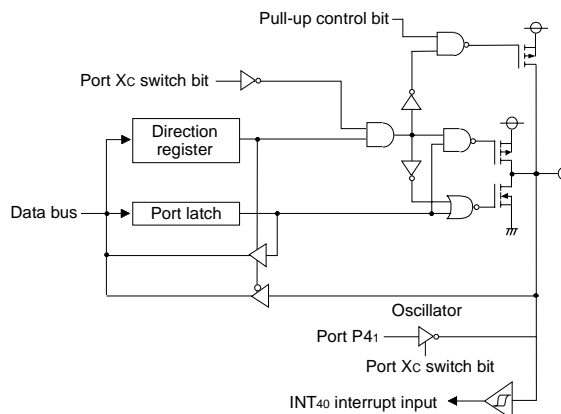 Pull-up control bit
Port XC switch bit
Direction
register
Data bus
Port latch
Oscillator
Port P41
Port XC switch bit
INT40 interrupt input